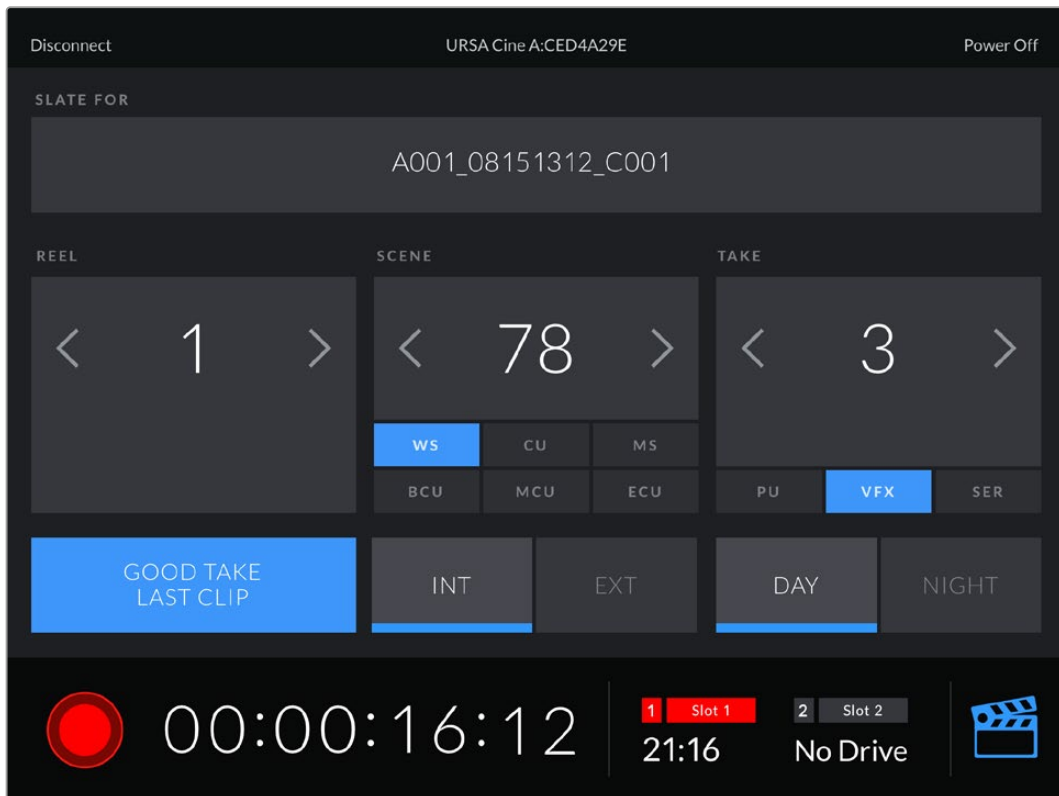 Disconnect URSA Cine A:CED4A29E Power Off
SLATE FOR
A001_08151312_C001
REEL SCENE TAKE
1 78 3
WS CU MS
BCU MCU ECU PU VFX SER
GOOD TAKE
LAST CLIP
INT EXT DAY NIGHT
00:00:16:12
1 Slot 1
21:16
2 Slot 2
No Drive